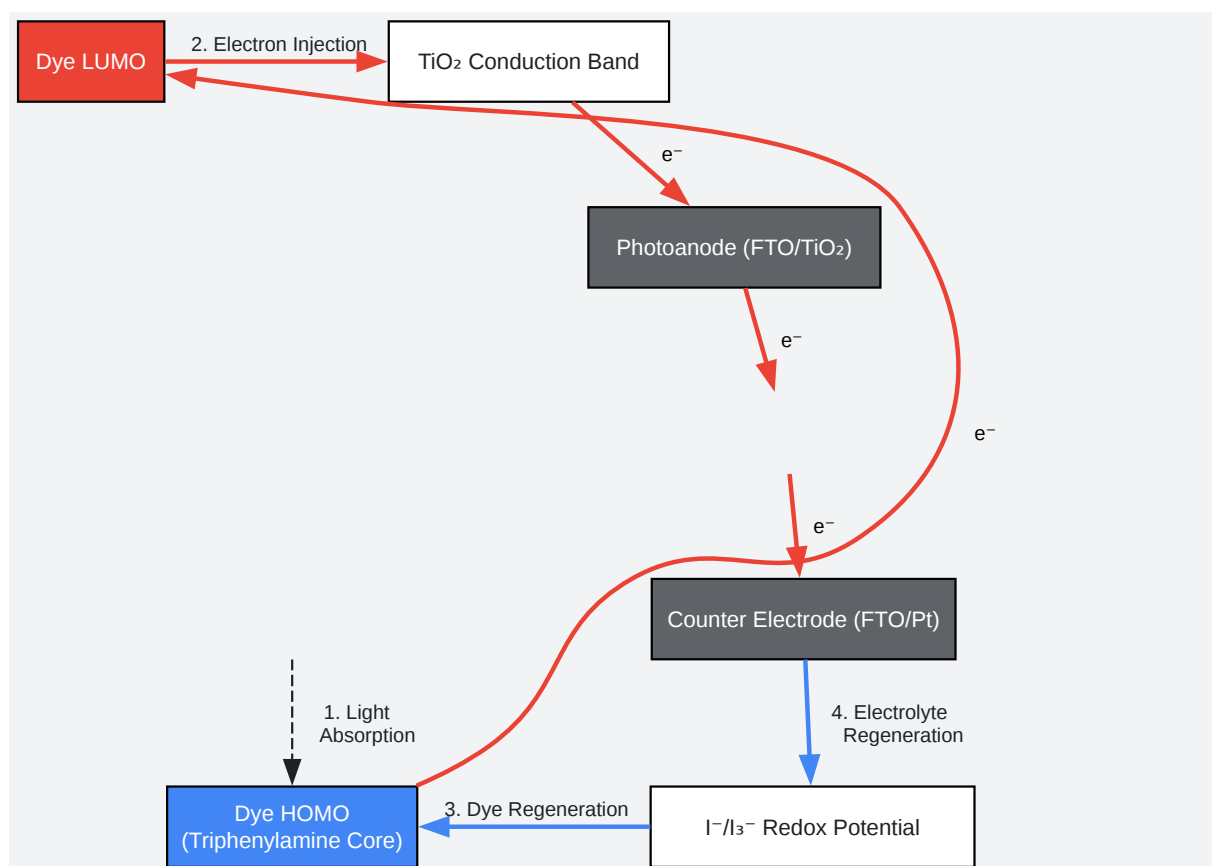 Dye LUMO
2. Electron Injection
TiO₂ Conduction Band
e⁻
Photoanode (FTO/TiO₂)
e⁻
e⁻
e⁻
Counter Electrode (FTO/Pt)
1. Light
Absorption
4. Electrolyte
Regeneration
Dye HOMO
(Triphenylamine Core)
3. Dye Regeneration
I⁻/I₃⁻ Redox Potential